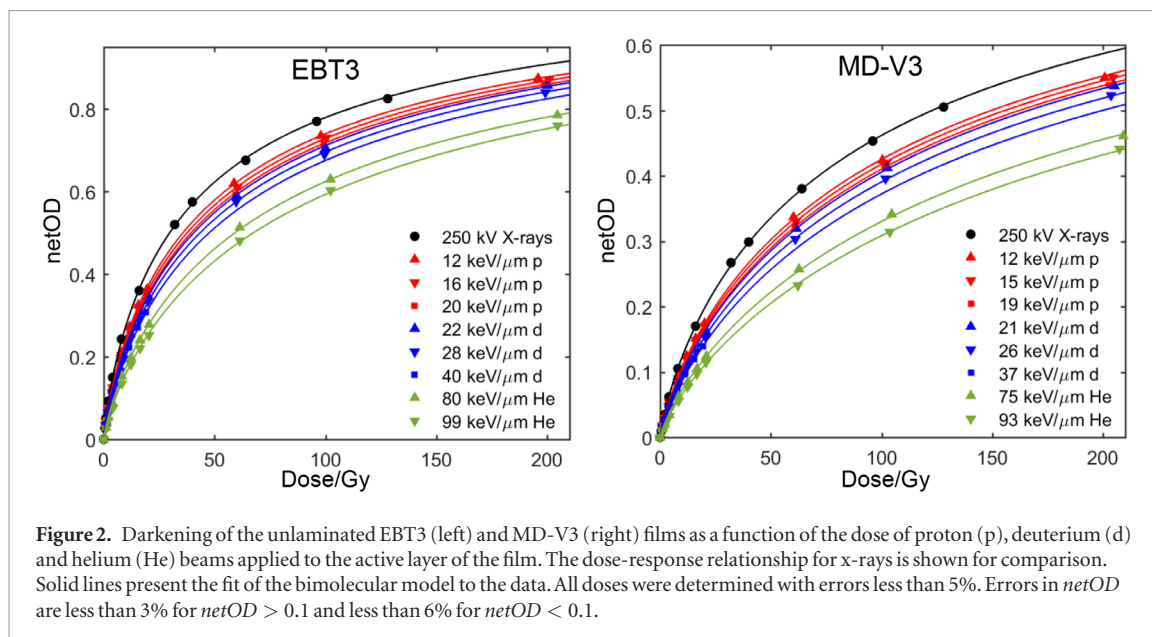 EBT3
netOD
0.8
0.6
0.4
0.2
0
0
50
100
150
200
Dose/Gy
250 kV X-rays
12 keV/μm p
16 keV/μm p
20 keV/μm p
22 keV/μm d
28 keV/μm d
40 keV/μm d
80 keV/μm He
99 keV/μm He
MD-V3
netOD
0.6
0.5
0.4
0.3
0.2
0.1
0
0
50
100
150
200
Dose/Gy
250 kV X-rays
12 keV/μm p
15 keV/μm p
19 keV/μm p
21 keV/μm d
26 keV/μm d
37 keV/μm d
75 keV/μm He
93 keV/μm He
Figure 2. Darkening of the unlaminated EBT3 (left) and MD-V3 (right) films as a function of the dose of proton (p), deuterium (d)
and helium (He) beams applied to the active layer of the film. The dose-response relationship for x-rays is shown for comparison.
Solid lines present the fit of the bimolecular model to the data. All doses were determined with errors less than 5%. Errors in netOD
are less than 3% for netOD > 0.1 and less than 6% for netOD < 0.1.